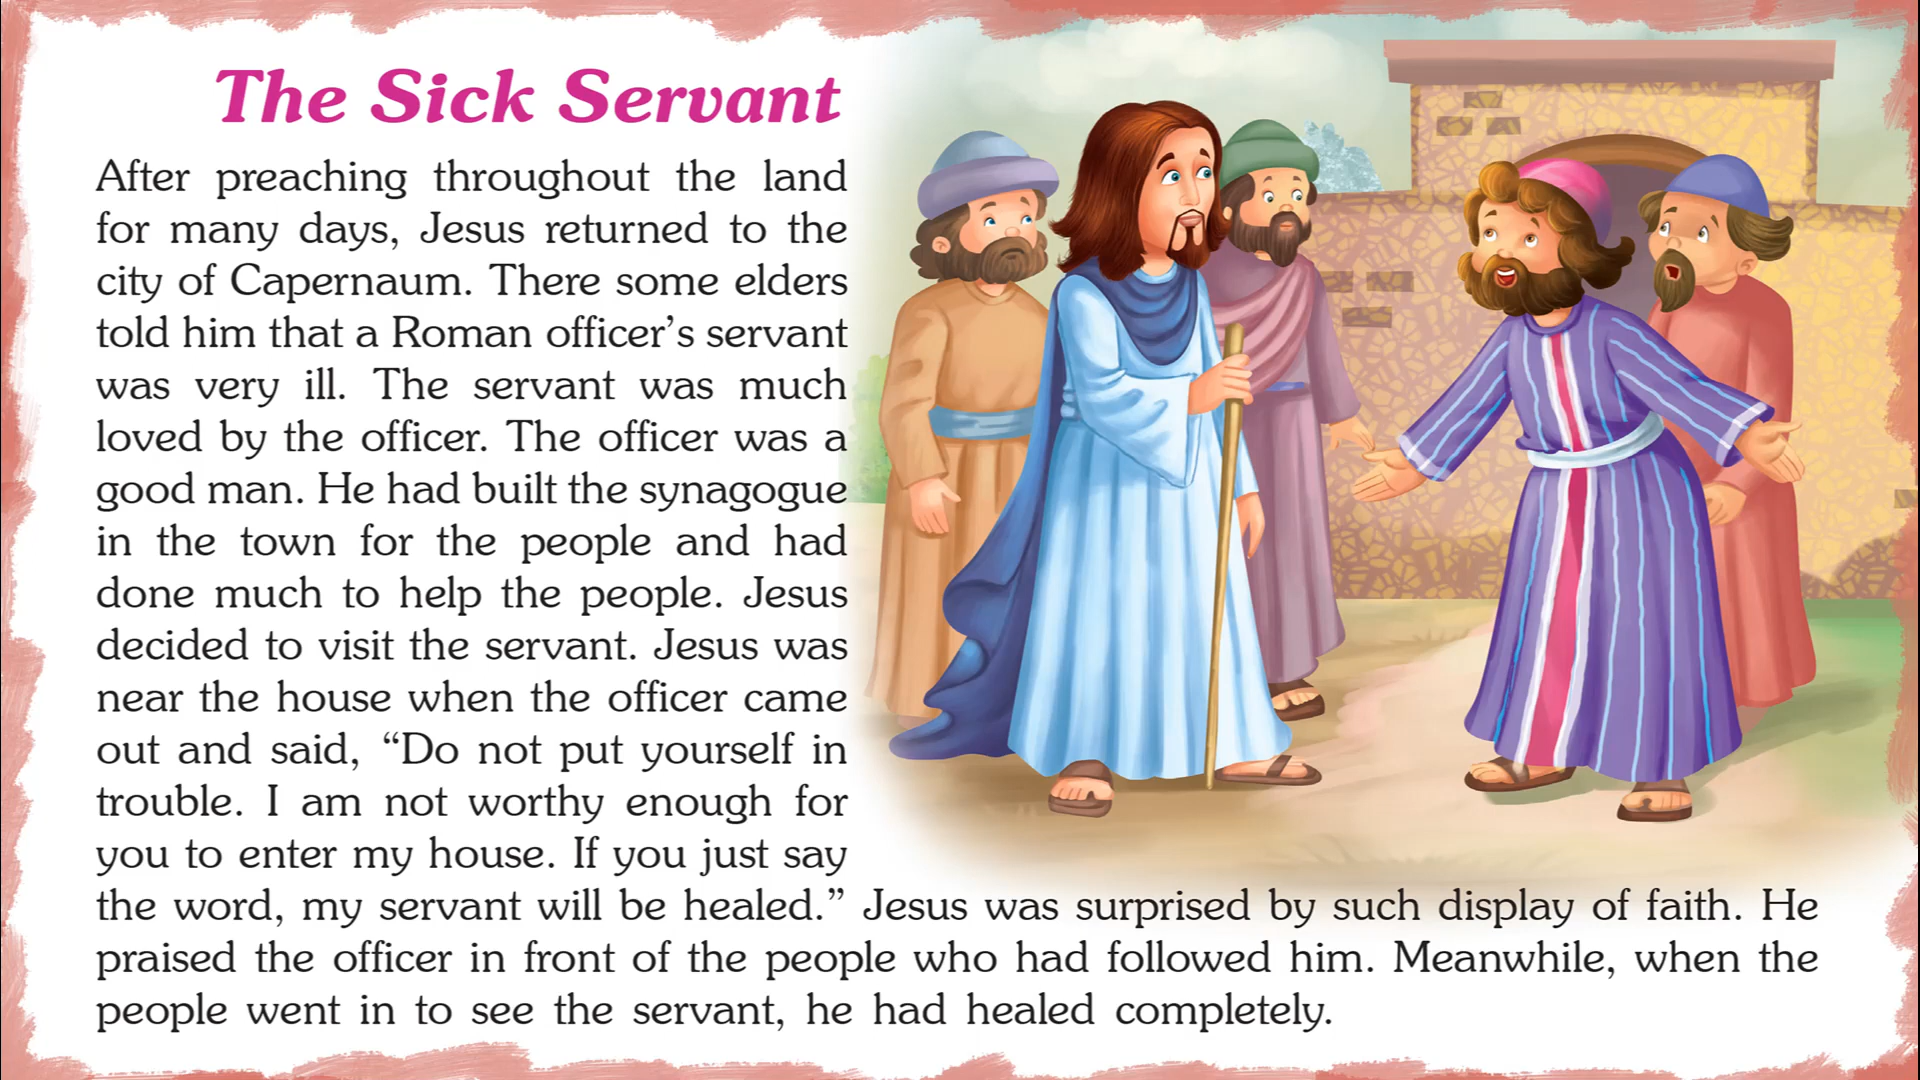 The Sick Servant
After preaching throughout the land
for many days, Jesus returned to the
city of Capernaum. There some elders
told him that a Roman officer’s servant
was very ill. The servant was much
loved by the officer. The officer was a
good man. He had built the synagogue
in the town for the people and had
done much to help the people. Jesus
decided to visit the servant. Jesus was
near the house when the officer came
out and said, “Do not put yourself in
trouble. I am not worthy enough for
you to enter my house. If you just say
the word, my servant will be healed.” Jesus was surprised by such display of faith. He
praised the officer in front of the people who had followed him. Meanwhile, when the
people went in to see the servant, he had healed completely.